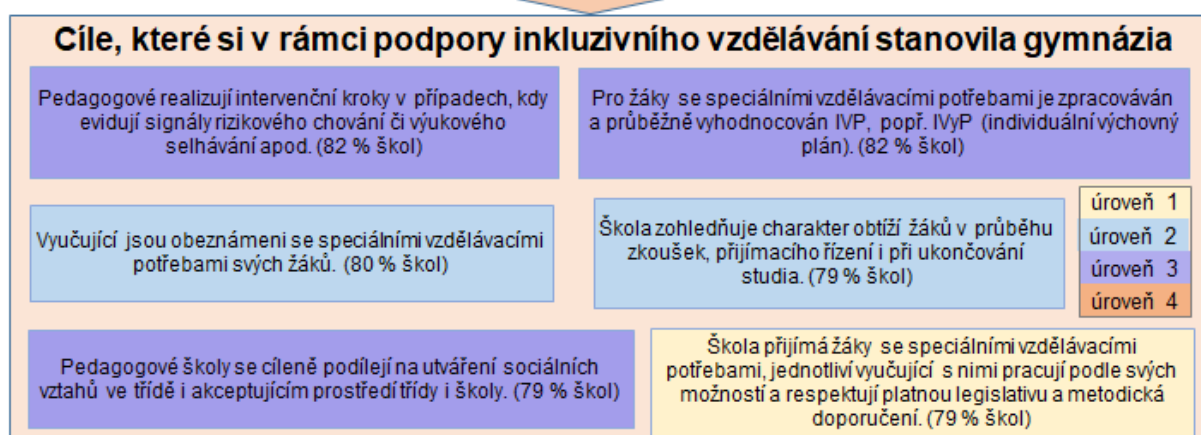 Cíle, které si v rámci podpory inkluzivního vzdělávání stanovila gymnázia
Pedagogové realizují intervenční kroky v případech, kdy
evidují signály rizikového chování či výukového
selhávání apod. (82 % škol)
Pro žáky se speciálními vzdělávacími potřebami je zpracováván
a průběžně vyhodnocován IVP, popř. IVyP (individuální výchovný
plán). (82 % škol)
Vyučující jsou obeznámeni se speciálními vzdělávacími
potřebami svých žáků. (80 % škol)
Škola zohledňuje charakter obtíží žáků v průběhu
zkoušek, přijímacího řízení i při ukončování
studia. (79 % škol)
úroveň 1
úroveň 2
úroveň 3
úroveň 4
Pedagogové školy se cíleně podílejí na utváření sociálních
vztahů ve třídě i akceptujícím prostředí třídy i školy. (79 % škol)
Škola přijímá žáky se speciálními vzdělávacími
potřebami, jednotliví vyučující s nimi pracují podle svých
možností a respektují platnou legislativu a metodická
doporučení. (79 % škol)